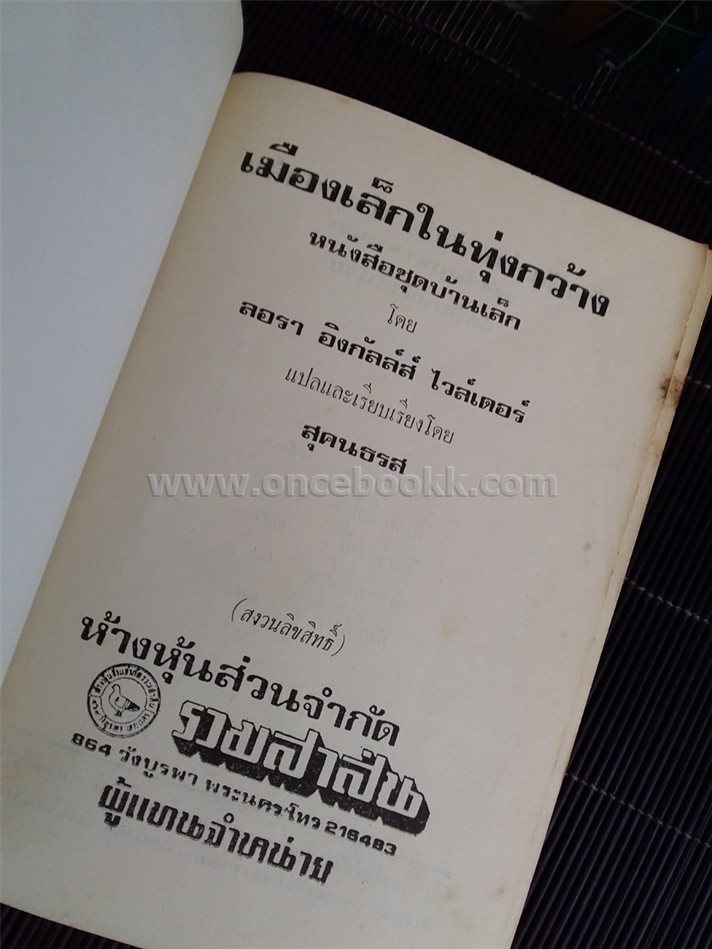 เมืองเล็กในทุ่งกว้าง
หนังสือชุดบ้านเล็ก
โดย
ลอรา อิงกัลล์ส์ ไวล์เดอร์
แปลและเรียบเรียงโดย
สุคนธรส
www.oncebookk.com
(สงวนลิขสิทธิ์)
ห้างหุ้นส่วนจำกัด
รวมสาส์น
864 วังบูรพา พระนคร-โทร 216483
ผู้แทนจำหน่าย